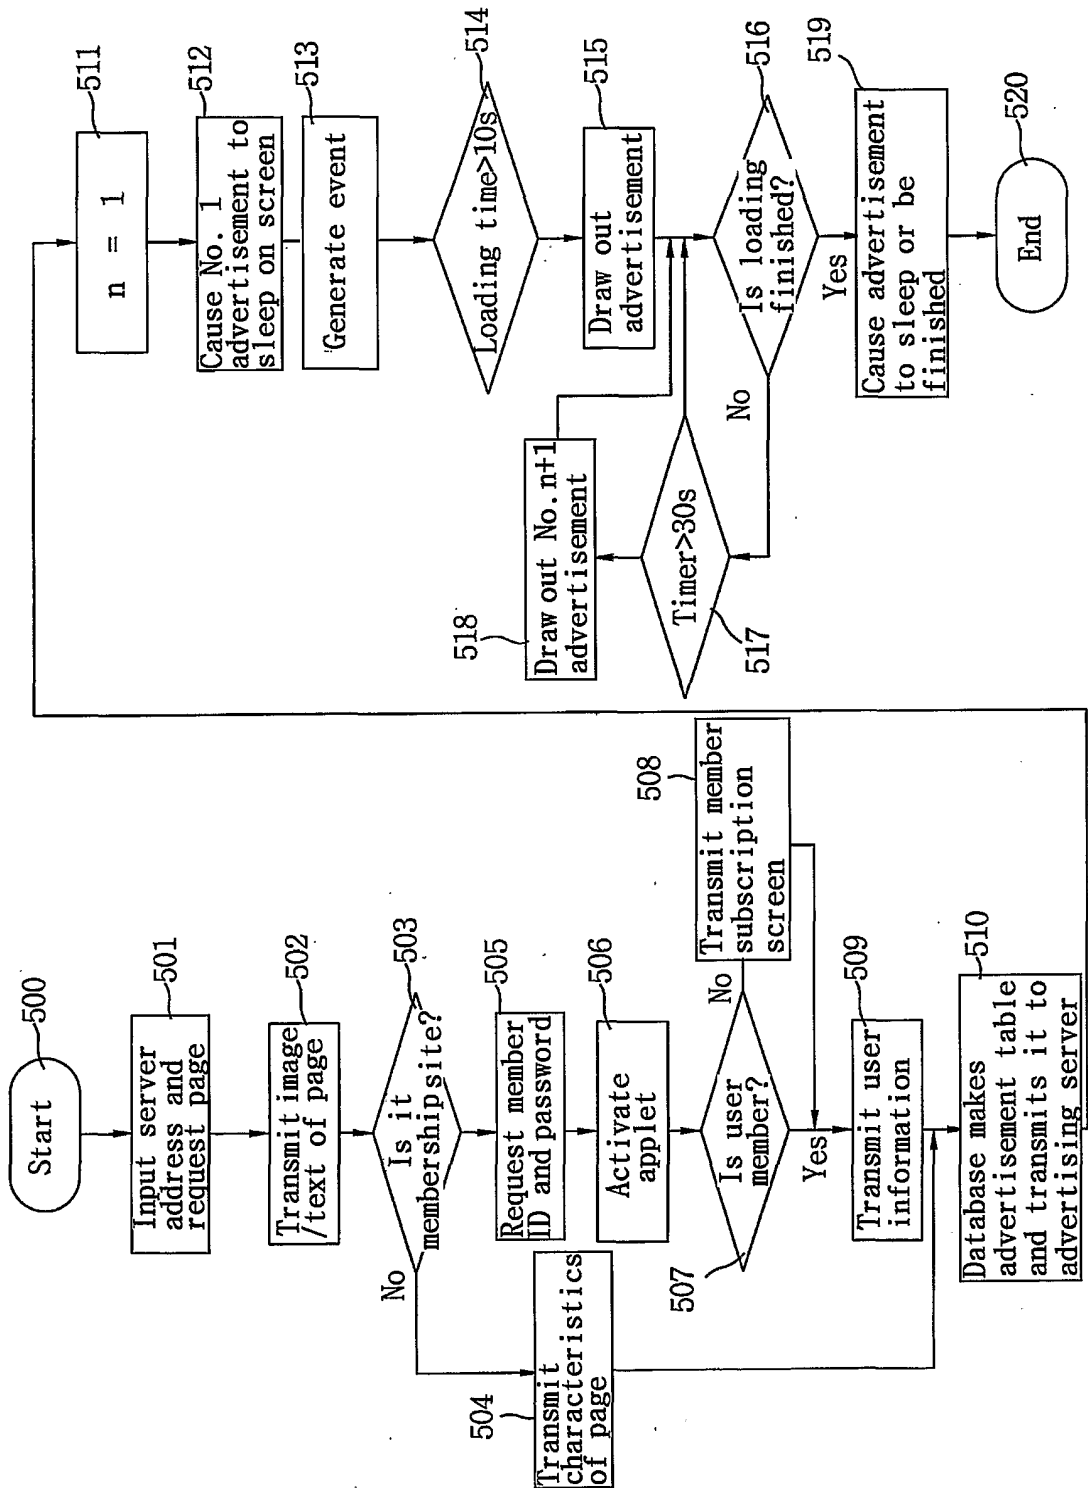 Start
500
Input server
address and
request page
501
Transmit image
/text of page
502
Is it
membership site?
503
No
Transmit
characteristics
of page
504
Request member
ID and password
505
Activate
applet
506
Is user
member?
507
No
Yes
Transmit member
subscription
screen
508
Transmit user
information
509
Database makes
advertisement table
and transmits it to
advertising server
510
n = 1
511
Cause No. 1
advertisement to
sleep on screen
512
Generate event
513
Loading time>10s
514
Draw out
advertisement
515
Is loading
finished?
516
No
Yes
Timer>30s
517
Draw out No.n+1
advertisement
518
Cause advertisement
to sleep or be
finished
519
End
520